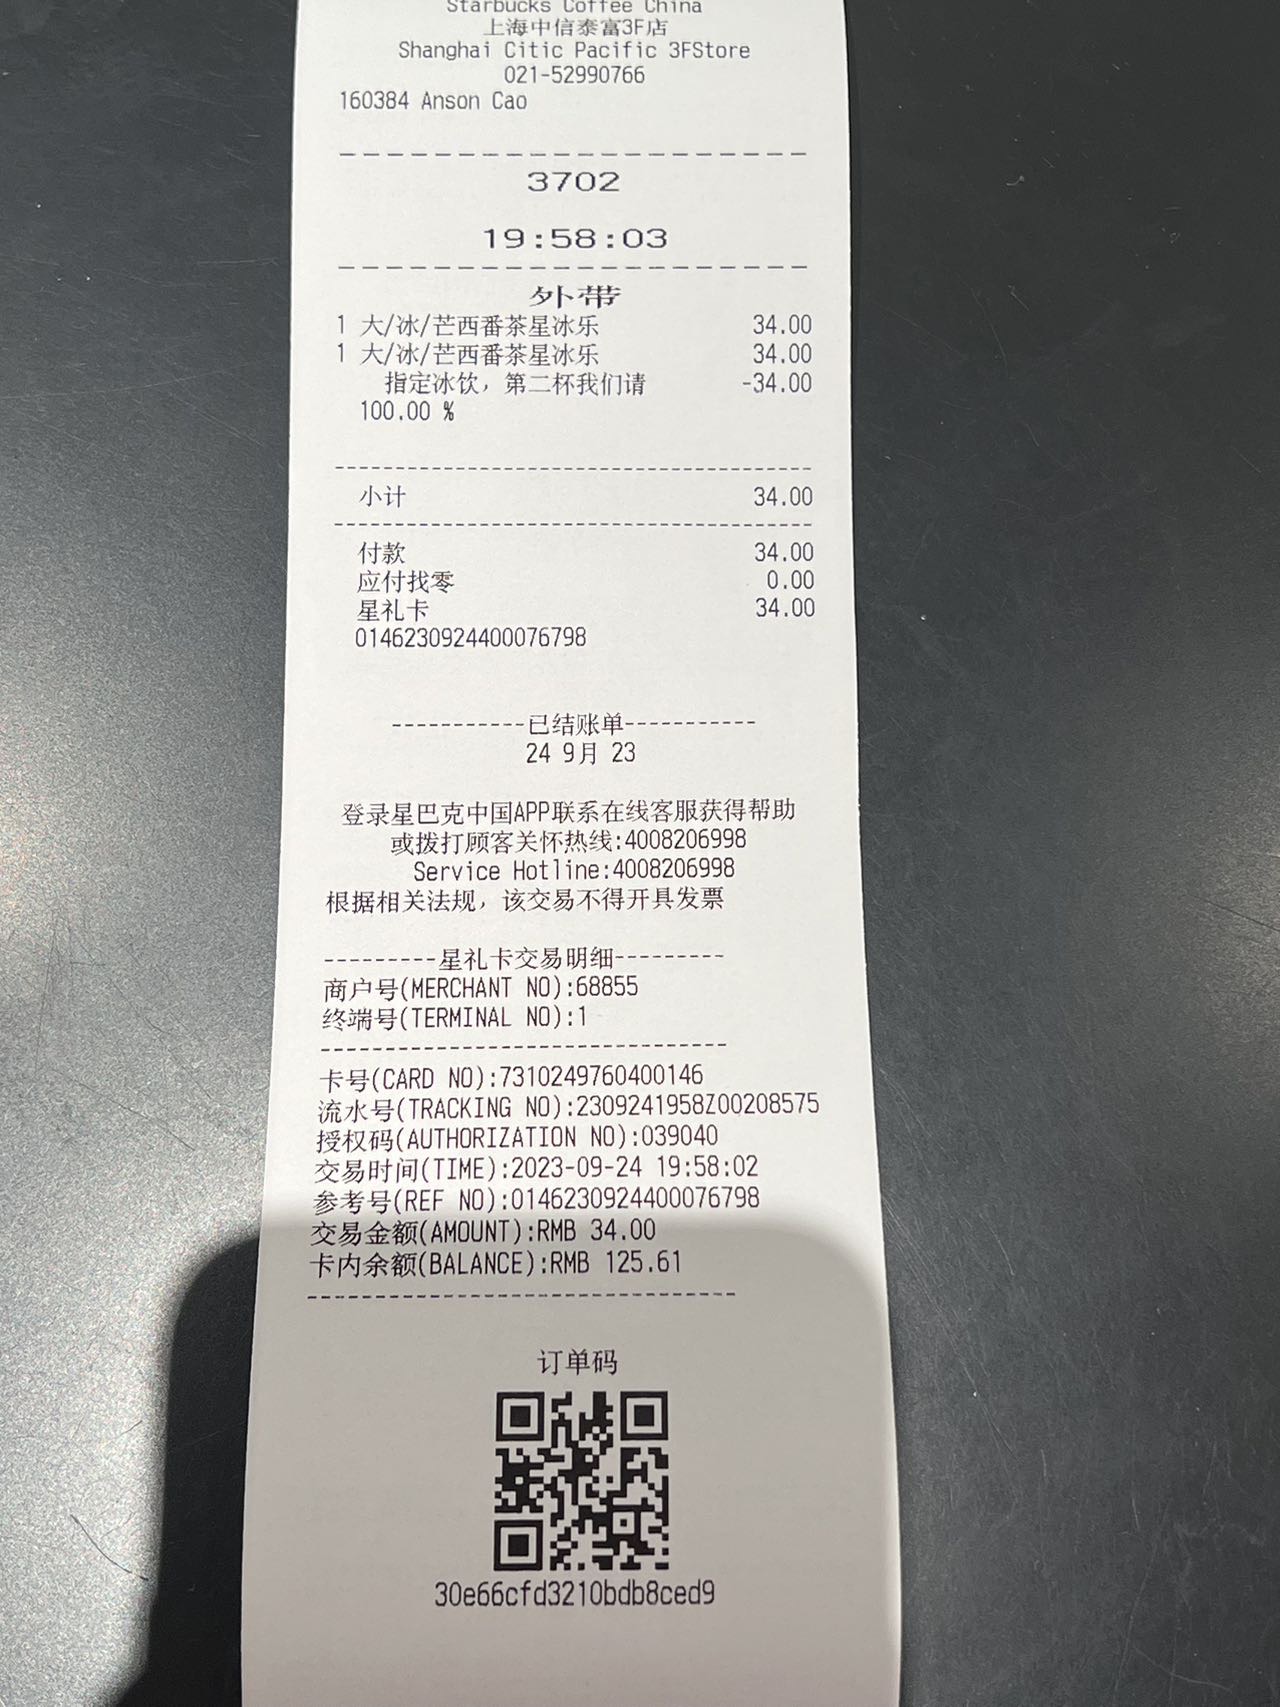 Starbucks Coffee China
上海中信泰富3F店
Shanghai Citic Pacific 3FStore
021-52990766
160384 Anson Cao
3702
19:58:03
外带
1 大/冰/芒西番茶星冰乐 34.00
1 大/冰/芒西番茶星冰乐 34.00
指定冰饮，第二杯我们请 -34.00
100.00 %
小计 34.00
付款 34.00
应付找零 0.00
星礼卡 34.00
0146230924400076798
-----------已结账单-----------
24 9月 23
登录星巴克中国APP联系在线客服获得帮助
或拨打顾客关怀热线:4008206998
Service Hotline:4008206998
根据相关法规，该交易不得开具发票
---------星礼卡交易明细---------
商户号(MERCHANT NO):68855
终端号(TERMINAL NO):1
卡号(CARD NO):7310249760400146
流水号(TRACKING NO):2309241958Z00208575
授权码(AUTHORIZATION NO):039040
交易时间(TIME):2023-09-24 19:58:02
参考号(REF NO):0146230924400076798
交易金额(AMOUNT):RMB 34.00
卡内余额(BALANCE):RMB 125.61
订单码
30e66cfd3210bdb8ced9